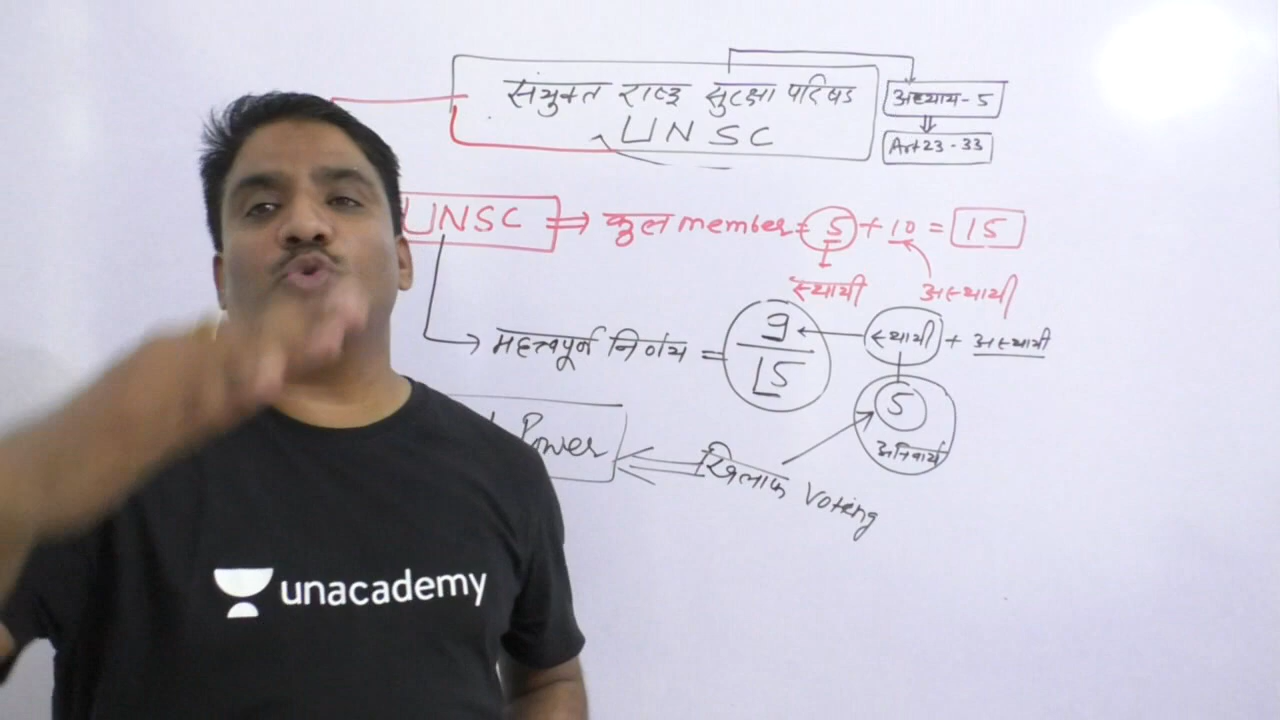 संयुक्त राष्ट्र सुरक्षा परिषद
UNSC
अध्याय-5
Art 23-33
UNSC ⇒ कुल member = 5 + 10 = 15
स्थायी अस्थायी
महत्वपूर्ण निर्णय = 9/15 ← स्थायी + अस्थायी
5
अनिवार्य
Power
खिलाफ Voting
unacademy